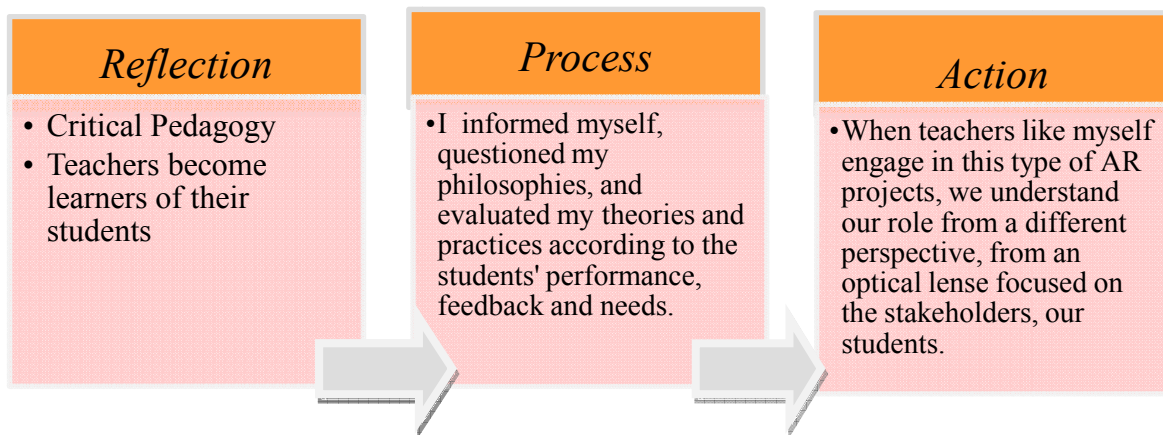 Reflection
• Critical Pedagogy
• Teachers become
learners of their
students
Process
•I informed myself,
questioned my
philosophies, and
evaluated my theories and
practices according to the
students' performance,
feedback and needs.
Action
•When teachers like myself
engage in this type of AR
projects, we understand
our role from a different
perspective, from an
optical lense focused on
the stakeholders, our
students.